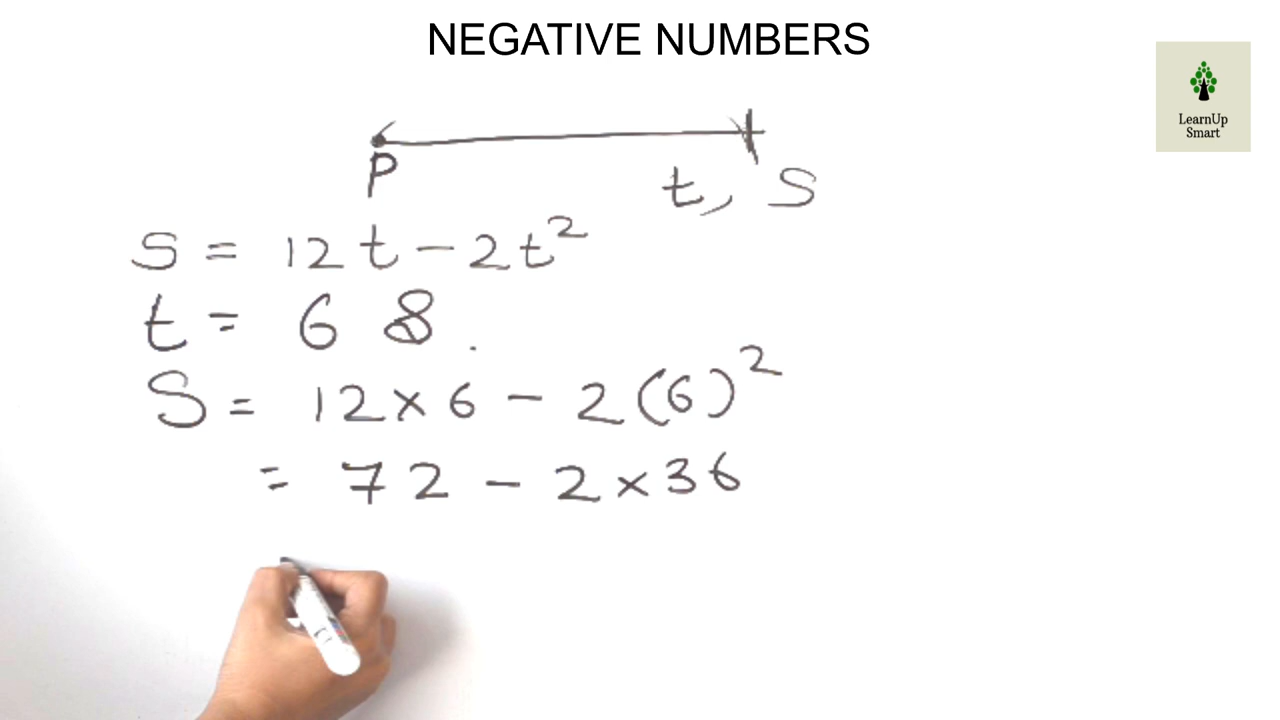 NEGATIVE NUMBERS
LearnUp
Smart
P
t, S
S = 12t - 2t²
t = 6 8.
S = 12 × 6 - 2(6)²
= 72 - 2 × 36